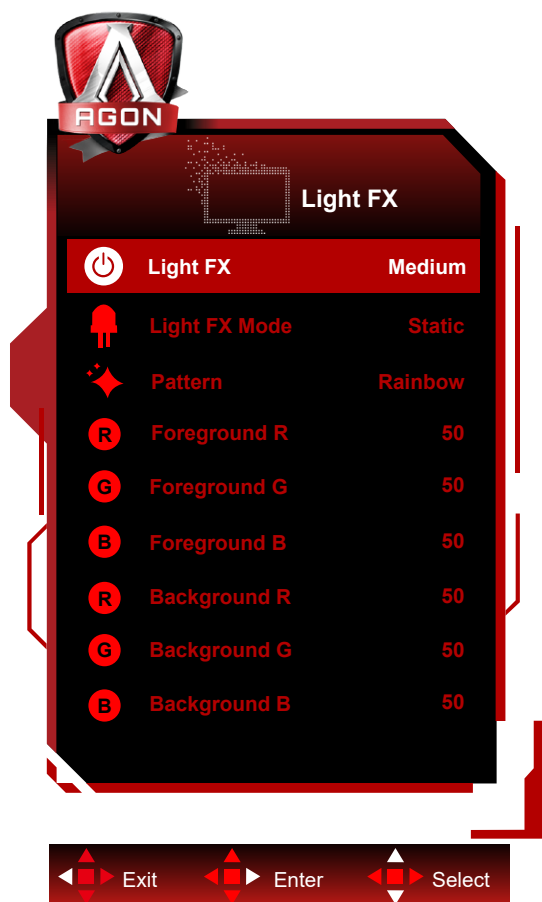 AGON
Light FX
Light FX Medium
Light FX Mode Static
Pattern Rainbow
R Foreground R 50
G Foreground G 50
B Foreground B 50
R Background R 50
G Background G 50
B Background B 50
Exit Enter Select